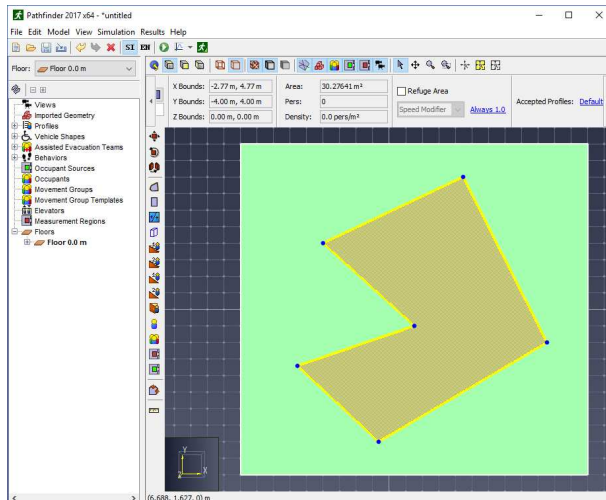 Pathfinder 2017 x64 - *untitled
File Edit Model View Simulation Results Help
SI EN
Floor: Floor 0.0 m
X Bounds: -2.77 m, 4.77 m Area: 30.27641 m² Refuge Area
Y Bounds: -4.00 m, 4.00 m Pers: 0 Speed Modifier Always 1.0 Accepted Profiles: Default
Z Bounds: 0.00 m, 0.00 m Density: 0.0 pers/m²
Views
Imported Geometry
Profiles
Vehicle Shapes
Assisted Evacuation Teams
Behaviors
Occupant Sources
Occupants
Movement Groups
Movement Group Templates
Elevators
Measurement Regions
Floors
Floor 0.0 m
Y
Z X
(6.688, 1.627, 0) m